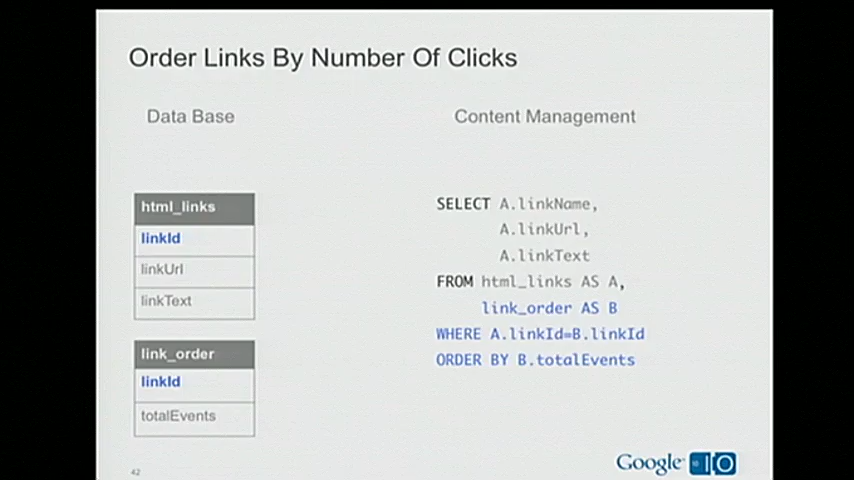 Order Links By Number Of Clicks
Data Base
Content Management
html_links
linkId
linkUrl
linkText
link_order
linkId
totalEvents
SELECT A.linkName,
A.linkUrl,
A.linkText
FROM html_links AS A,
link_order AS B
WHERE A.linkId=B.linkId
ORDER BY B.totalEvents
42
Google IO